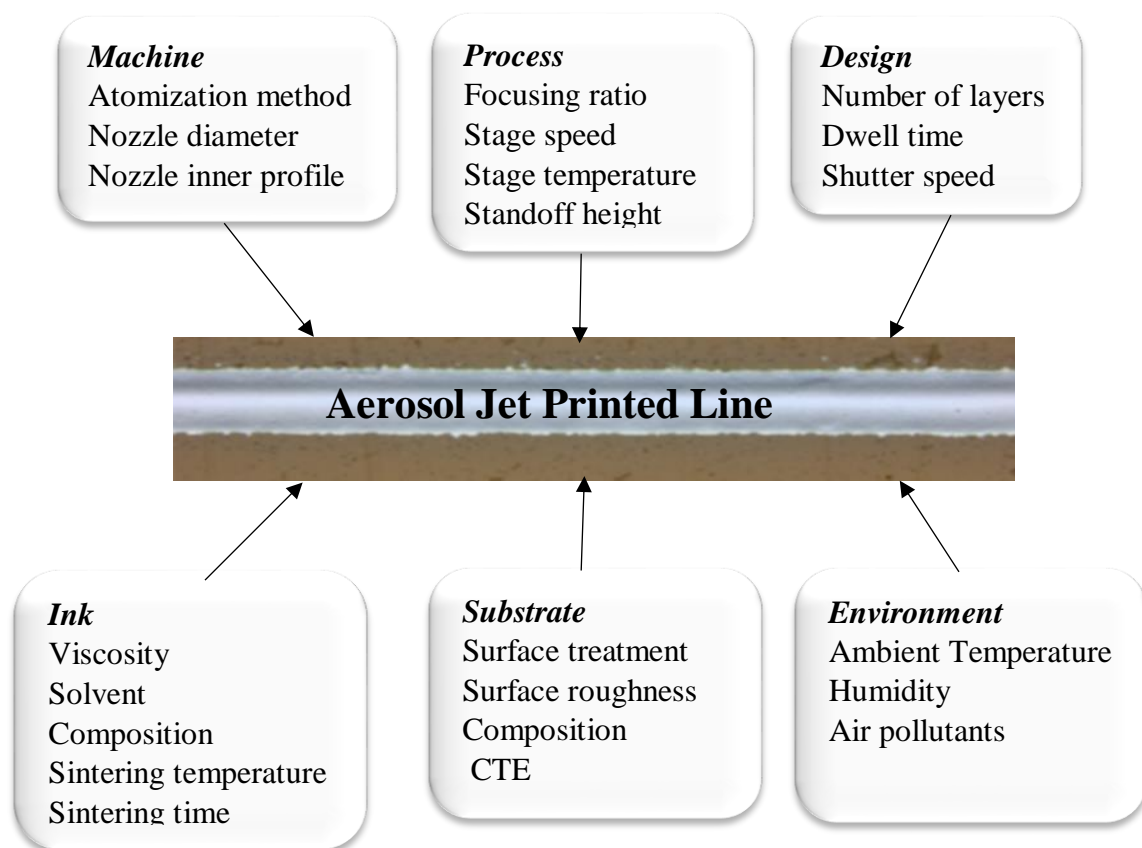 Machine
Atomization method
Nozzle diameter
Nozzle inner profile
Process
Focusing ratio
Stage speed
Stage temperature
Standoff height
Design
Number of layers
Dwell time
Shutter speed
Aerosol Jet Printed Line
Ink
Viscosity
Solvent
Composition
Sintering temperature
Sintering time
Substrate
Surface treatment
Surface roughness
Composition
CTE
Environment
Ambient Temperature
Humidity
Air pollutants